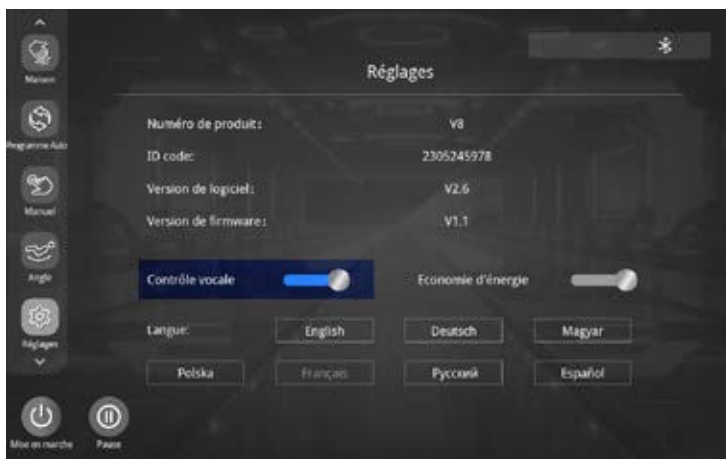 Réglages
Maison
Programme Auto
Manuel
Angle
Réglages
Numéro de produit: V8
ID code: 2305245978
Version de logiciel: V2.6
Version de firmware: V1.1
Contrôle vocale Economie d'énergie
Langue: English Deutsch Magyar
Polska Français Русский Español
Mise en marche Pause